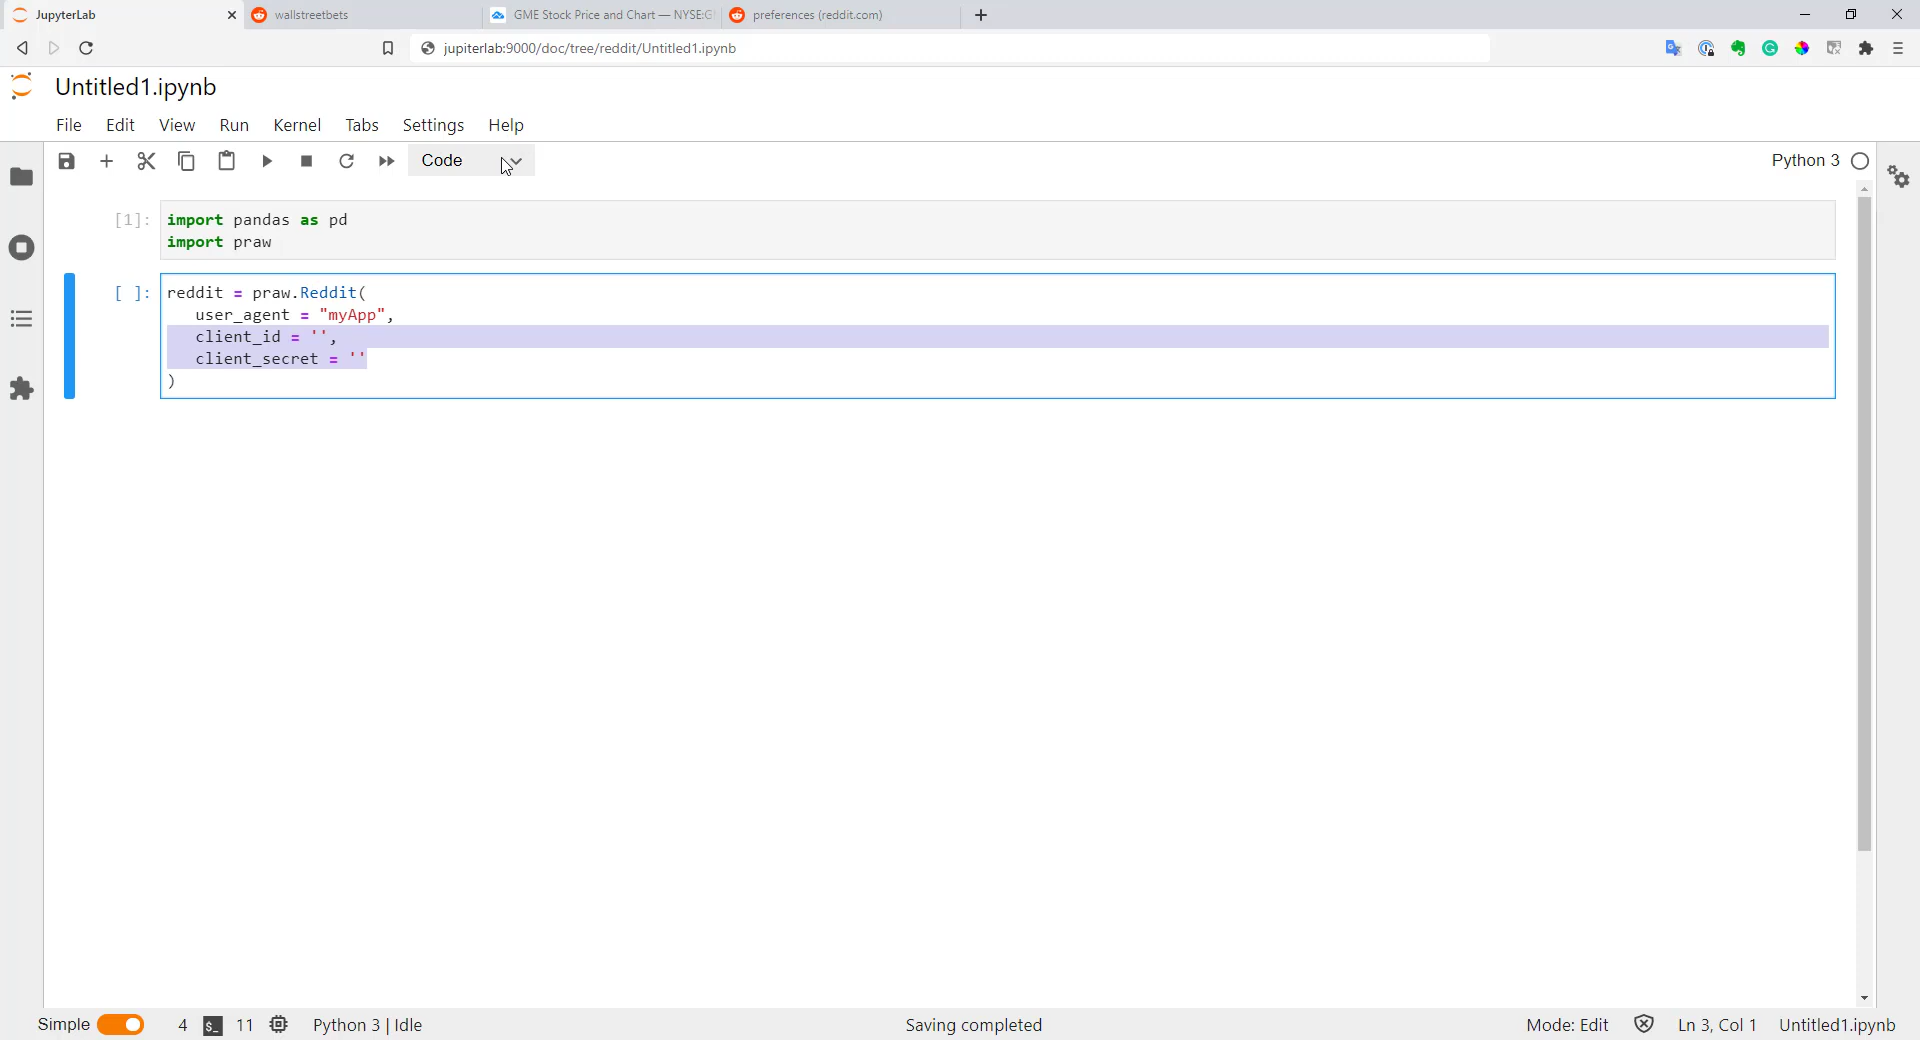 JupyterLab
wallstreetbets
GME Stock Price and Chart — NYSE:G
preferences (reddit.com)
jupiterlab:9000/doc/tree/reddit/Untitled1.ipynb
Untitled1.ipynb
File Edit View Run Kernel Tabs Settings Help
Code
Python 3
[1]: import pandas as pd
import praw
[ ]: reddit = praw.Reddit(
user_agent = "myApp",
client_id = '',
client_secret = ''
)
Simple 4 $_ 11 Python 3 | Idle Saving completed Mode: Edit Ln 3, Col 1 Untitled1.ipynb